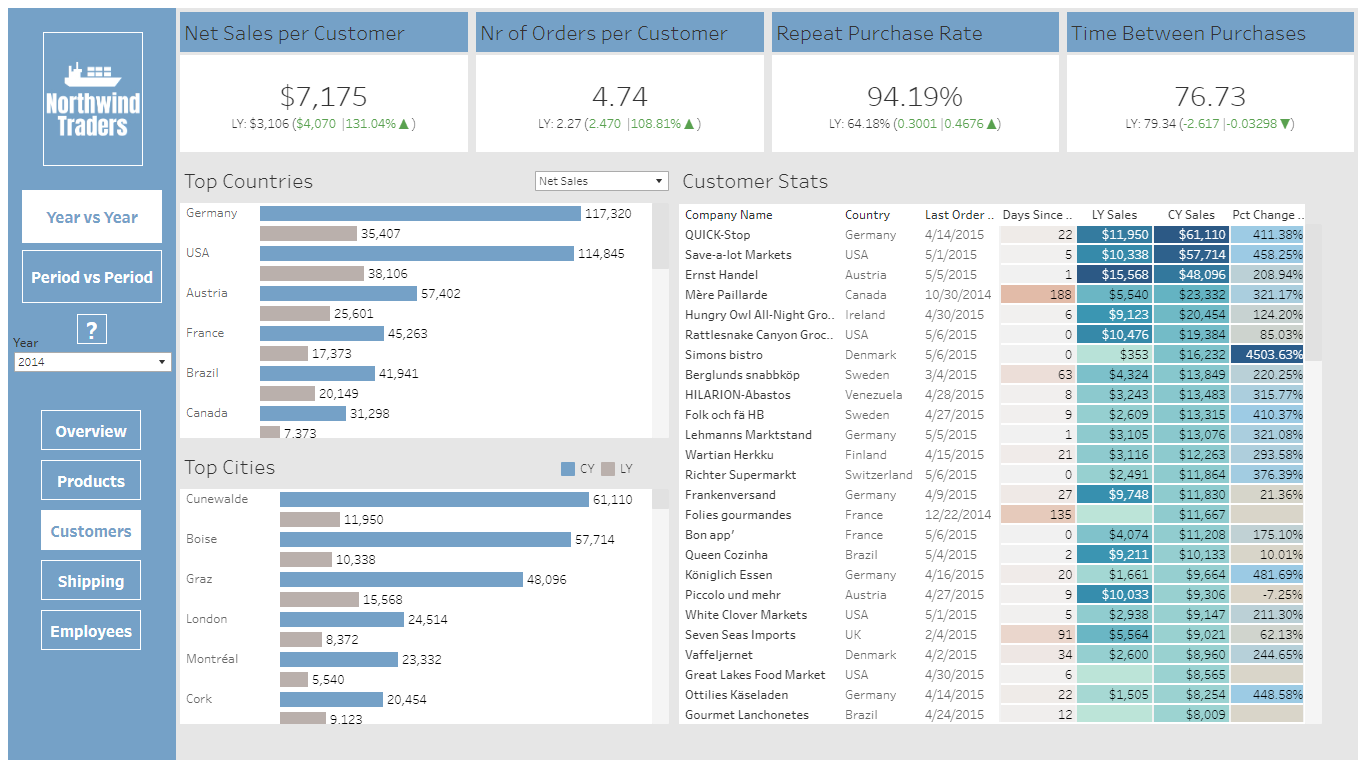 Northwind
Traders
Year vs Year
Period vs Period
?
Year
2014
Overview
Products
Customers
Shipping
Employees
Net Sales per Customer
$7,175
LY: $3,106 ($4,070 |131.04% ▲)
Nr of Orders per Customer
4.74
LY: 2.27 (2.470 |108.81% ▲)
Repeat Purchase Rate
94.19%
LY: 64.18% (0.3001 |0.4676 ▲)
Time Between Purchases
76.73
LY: 79.34 (-2.617 |-0.03298 ▼)
Top Countries
Net Sales
Germany 117,320
35,407
USA 114,845
38,106
Austria 57,402
25,601
France 45,263
17,373
Brazil 41,941
20,149
Canada 31,298
7,373
Top Cities
CY LY
Cunewalde 61,110
11,950
Boise 57,714
10,338
Graz 48,096
15,568
London 24,514
8,372
Montréal 23,332
5,540
Cork 20,454
9,123
Customer Stats
Company Name Country Last Order .. Days Since .. LY Sales CY Sales Pct Change ..
QUICK-Stop Germany 4/14/2015 22 $11,950 $61,110 411.38%
Save-a-lot Markets USA 5/1/2015 5 $10,338 $57,714 458.25%
Ernst Handel Austria 5/5/2015 1 $15,568 $48,096 208.94%
Mère Paillarde Canada 10/30/2014 188 $5,540 $23,332 321.17%
Hungry Owl All-Night Gro.. Ireland 4/30/2015 6 $9,123 $20,454 124.20%
Rattlesnake Canyon Groc.. USA 5/6/2015 0 $10,476 $19,384 85.03%
Simons bistro Denmark 5/6/2015 0 $353 $16,232 4503.63%
Berglunds snabbköp Sweden 3/4/2015 63 $4,324 $13,849 220.25%
HILARION-Abastos Venezuela 4/28/2015 8 $3,243 $13,483 315.77%
Folk och fä HB Sweden 4/27/2015 9 $2,609 $13,315 410.37%
Lehmanns Marktstand Germany 5/5/2015 1 $3,105 $13,076 321.08%
Wartian Herkku Finland 4/15/2015 21 $3,116 $12,263 293.58%
Richter Supermarkt Switzerland 5/6/2015 0 $2,491 $11,864 376.39%
Frankenversand Germany 4/9/2015 27 $9,748 $11,830 21.36%
Folies gourmandes France 12/22/2014 135 $11,667
Bon app' France 5/6/2015 0 $4,074 $11,208 175.10%
Queen Cozinha Brazil 5/4/2015 2 $9,211 $10,133 10.01%
Königlich Essen Germany 4/16/2015 20 $1,661 $9,664 481.69%
Piccolo und mehr Austria 4/27/2015 9 $10,033 $9,306 -7.25%
White Clover Markets USA 5/1/2015 5 $2,938 $9,147 211.30%
Seven Seas Imports UK 2/4/2015 91 $5,564 $9,021 62.13%
Vaffeljernet Denmark 4/2/2015 34 $2,600 $8,960 244.65%
Great Lakes Food Market USA 4/30/2015 6 $8,565
Ottilies Käseladen Germany 4/14/2015 22 $1,505 $8,254 448.58%
Gourmet Lanchonetes Brazil 4/24/2015 12 $8,009